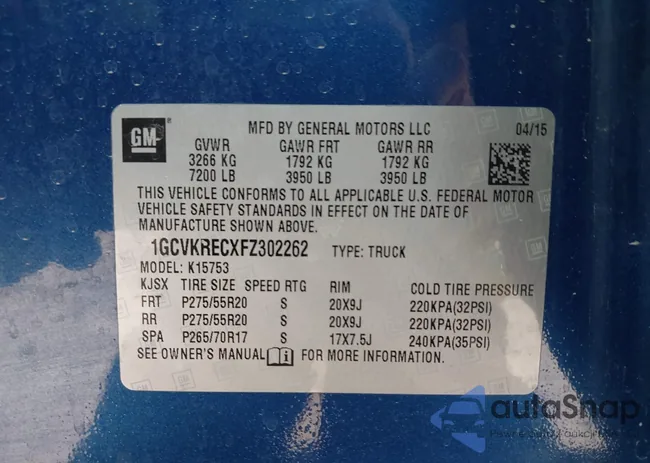 GM
MFD BY GENERAL MOTORS LLC 04/15
GVWR GAWR FRT GAWR RR
3266 KG 1792 KG 1792 KG
7200 LB 3950 LB 3950 LB
THIS VEHICLE CONFORMS TO ALL APPLICABLE U.S. FEDERAL MOTOR
VEHICLE SAFETY STANDARDS IN EFFECT ON THE DATE OF
MANUFACTURE SHOWN ABOVE.
1GCVKRECXFZ302262 TYPE: TRUCK
MODEL: K15753
KJSX TIRE SIZE SPEED RTG RIM COLD TIRE PRESSURE
FRT P275/55R20 S 20X9J 220KPA(32PSI)
RR P275/55R20 S 20X9J 220KPA(32PSI)
SPA P265/70R17 S 17X7.5J 240KPA(35PSI)
SEE OWNER'S MANUAL FOR MORE INFORMATION.
autaSnap